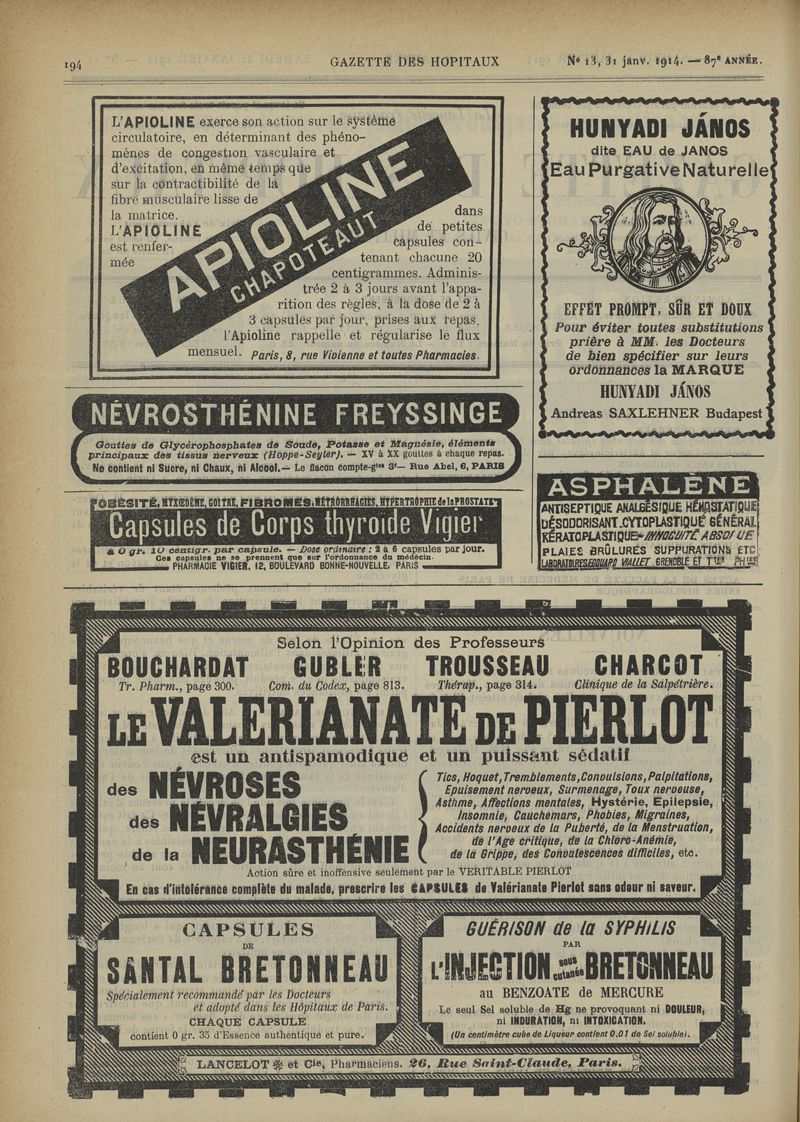 194
GAZETTE DES HOPITAUX
No 13, 31 janv. 1914. — 87e ANNÉE.
L'APIOLINE exerce son action sur le système
circulatoire, en déterminant des phéno-
mènes de congestion vasculaire et
d'excitation, en même temps que
sur la contractibilité de la
fibre musculaire lisse de
la matrice.
L'APIOLINE
est renfer-
mée
APIOLINE
CHAPOTEAUT
dans
de petites
capsules con-
tenant chacune 20
centigrammes. Adminis-
trée 2 à 3 jours avant l'appa-
rition des règles, à la dose de 2 à
3 capsules par jour, prises aux repas,
l'Apioline rappelle et régularise le flux
mensuel. Paris, 8, rue Vivienne et toutes Pharmacies.
HUNYADI JÁNOS
dite EAU de JANOS
Eau Purgative Naturelle
EFFET PROMPT, SÛR ET DOUX
Pour éviter toutes substitutions
prière à MM. les Docteurs
de bien spécifier sur leurs
ordonnances la MARQUE
HUNYADI JÁNOS
Andreas SAXLEHNER Budapest
NÉVROSTHÉNINE FREYSSINGE
Gouttes de Glycérophosphates de Soude, Potasse et Magnésie, éléments
principaux des tissus nerveux (Hoppe-Seyler). — XV à XX gouttes à chaque repas.
Ne contient ni Sucre, ni Chaux, ni Alcool. — Le flacon compte-gtes 3f — Rue Abel, 6, PARIS
OBÉSITÉ, MYXŒDÈME, GOITRE, FIBROMES, MÉTRORRHAGIES, HYPERTROPHIE de la PROSTATE
Capsules de Corps thyroïde Vigier
à 0 gr. 10 centigr. par capsule. — Dose ordinaire : 2 à 6 capsules par jour.
Ces capsules ne se prennent que sur l'ordonnance du médecin.
PHARMACIE VIGIER, 12, BOULEVARD BONNE-NOUVELLE, PARIS
ASPHALÈNE
ANTISEPTIQUE ANALGÉSIQUE HÉMOSTATIQUE
DÉSODORISANT. CYTOPLASTIQUE GÉNÉRAL
KÉRATOPLASTIQUE - INNOCUITÉ ABSOLUE
PLAIES BRÛLURES SUPPURATIONS ETC
LABORATOIRES EDOUARD VIALLET GRENOBLE ET Ttes PHies
Selon l'Opinion des Professeurs
BOUCHARDAT GUBLER TROUSSEAU CHARCOT
Tr. Pharm., page 300. Com. du Codex, page 813. Thérap., page 314. Clinique de la Salpétrière.
LE VALERIANATE DE PIERLOT
est un antispamodique et un puissant sédatif
des NÉVROSES
des NÉVRALGIES
de la NEURASTHÉNIE
Tics, Hoquet, Tremblements, Convulsions, Palpitations,
Epuisement nerveux, Surmenage, Toux nerveuse,
Asthme, Affections mentales, Hystérie, Epilepsie,
Insomnie, Cauchemars, Phobies, Migraines,
Accidents nerveux de la Puberté, de la Menstruation,
de l'Age critique, de la Chloro-Anémie,
de la Grippe, des Convalescences difficiles, etc.
Action sûre et inoffensive seulement par le VERITABLE PIERLOT
En cas d'intolérance complète du malade, prescrire les CAPSULES de Valérianate Pierlot sans odeur ni saveur.
CAPSULES
DE
SANTAL BRETONNEAU
Spécialement recommandé par les Docteurs
et adopté dans les Hôpitaux de Paris.
CHAQUE CAPSULE
contient 0 gr. 35 d'Essence authentique et pure.
GUÉRISON de la SYPHILIS
PAR
L'INJECTION sous cutanée BRETONNEAU
au BENZOATE de MERCURE
Le seul Sel soluble de Hg ne provoquant ni DOULEUR,
ni INDURATION, ni INTOXICATION.
(Un centimètre cube de Liqueur contient 0.01 de Sel soluble).
LANCELOT & Cie, Pharmaciens, 26, Rue Saint-Claude, Paris.